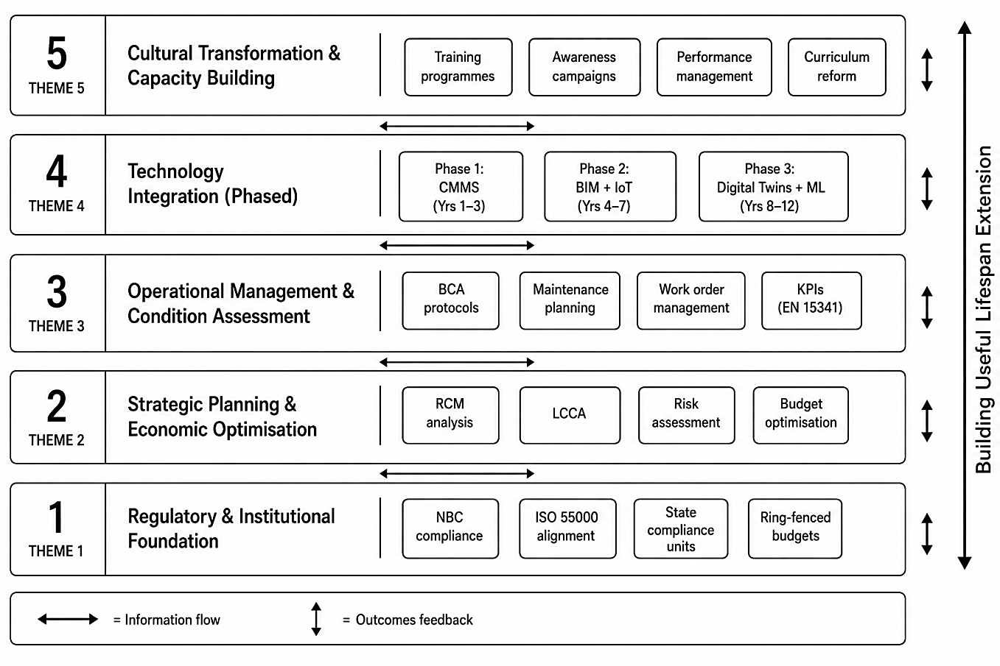 5
THEME 5
Cultural Transformation &
Capacity Building
Training
programmes
Awareness
campaigns
Performance
management
Curriculum
reform
4
THEME 4
Technology
Integration (Phased)
Phase 1:
CMMS
(Yrs 1–3)
Phase 2:
BIM + IoT
(Yrs 4–7)
Phase 3:
Digital Twins + ML
(Yrs 8–12)
3
THEME 3
Operational Management &
Condition Assessment
BCA
protocols
Maintenance
planning
Work order
management
KPIs
(EN 15341)
2
THEME 2
Strategic Planning &
Economic Optimisation
RCM
analysis
LCCA
Risk
assessment
Budget
optimisation
1
THEME 1
Regulatory & Institutional
Foundation
NBC
compliance
ISO 55000
alignment
State
compliance
units
Ring-fenced
budgets
Building Useful Lifespan Extension
= Information flow
= Outcomes feedback